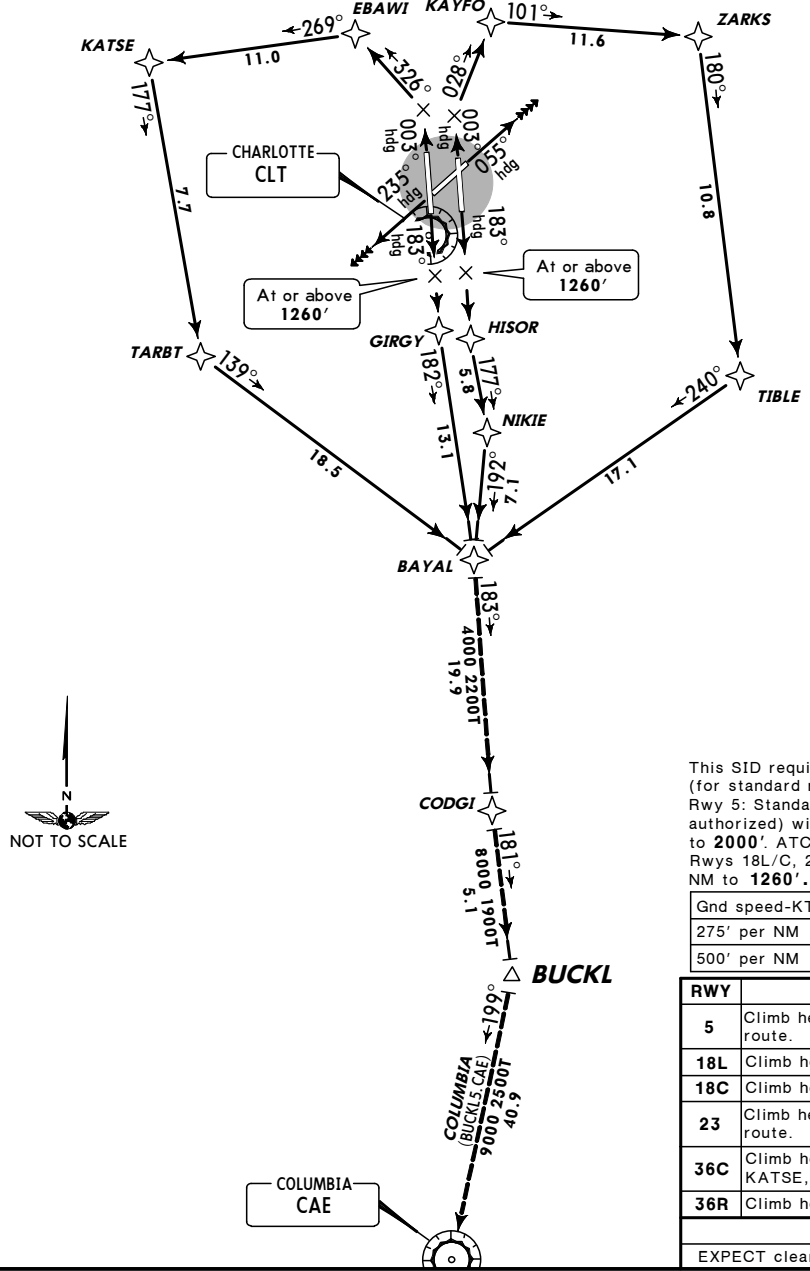 EBAWI
KAYFO
101°
ZARKS
269°
KATSE
11.0
11.6
326°
028°
180°
177°
003°
hdg
003°
hdg
CHARLOTTE
CLT
055°
hdg
235°
hdg
7.7
10.8
183°
hdg
183°
hdg
At or above
1260'
At or above
1260'
GIRGY
HISOR
TARBT
139°
182°
177°
5.8
240°
TIBLE
NIKIE
13.1
18.5
192°
7.1
17.1
BAYAL
183°
4000 2200T
19.9
N
NOT TO SCALE
CODGI
181°
8000 1900T
5.1
BUCKL
199°
COLUMBIA
(BUCKL5.CAE)
9000 2500T
40.9
COLUMBIA
CAE
This SID requi
(for standard
Rwy 5: Standa
authorized) wi
to 2000'. ATC
Rwys 18L/C, 2
NM to 1260'.
Gnd speed-KT
275' per NM
500' per NM
RWY
5 Climb he
route.
18L Climb h
18C Climb h
23 Climb he
route.
36C Climb h
KATSE,
36R Climb h
EXPECT clea